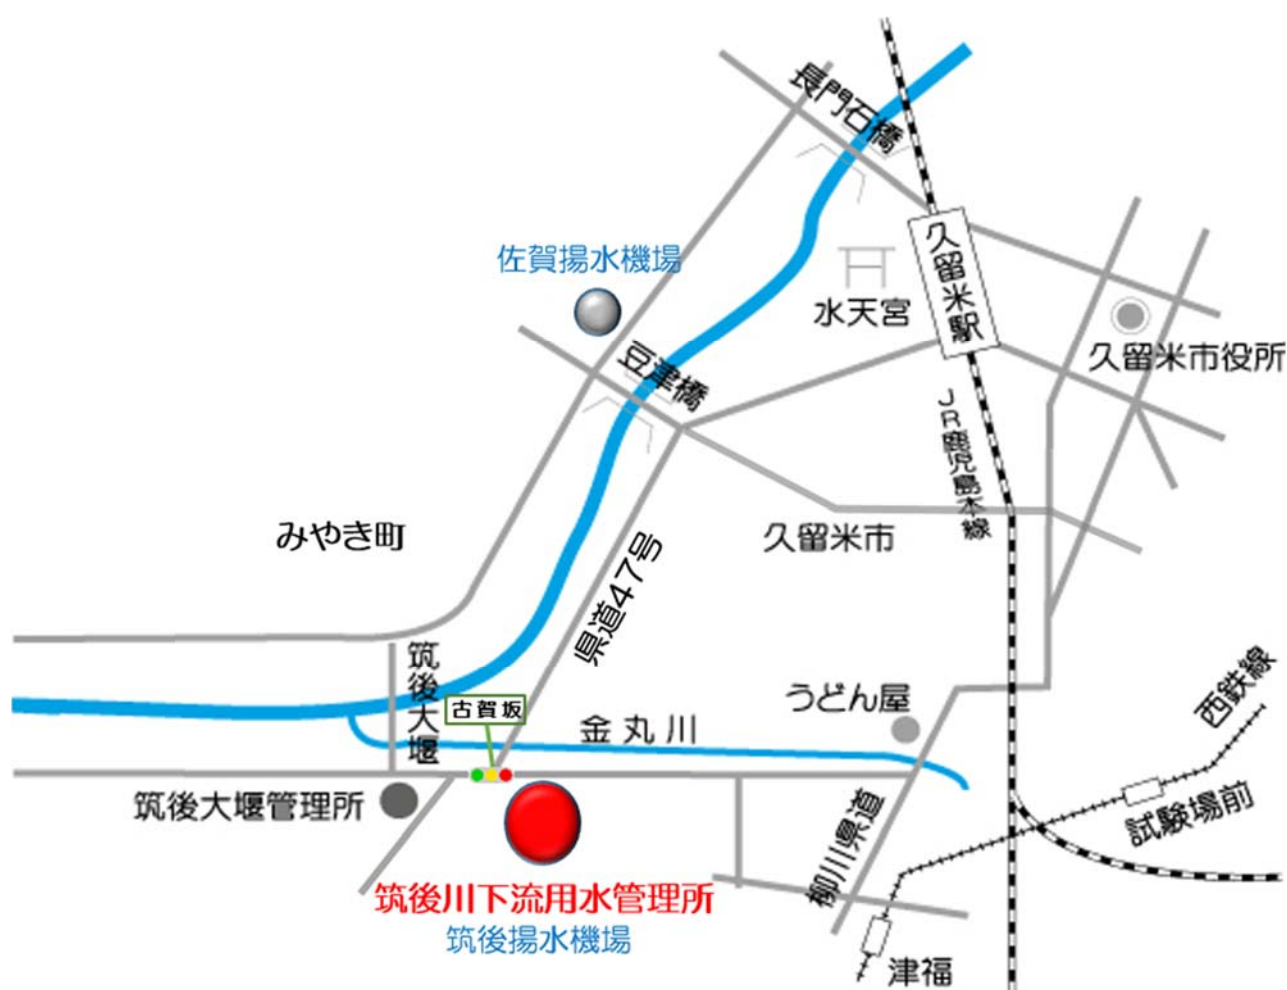 長門石橋
佐賀揚水機場
久留米駅
水天宮
久留米市役所
豆津橋
JR鹿児島本線
みやき町
久留米市
県道47号
筑後大堰
古賀坂
金丸川
うどん屋
西鉄線
筑後大堰管理所
試験場前
柳川県道
筑後川下流用水管理所
筑後揚水機場
津福